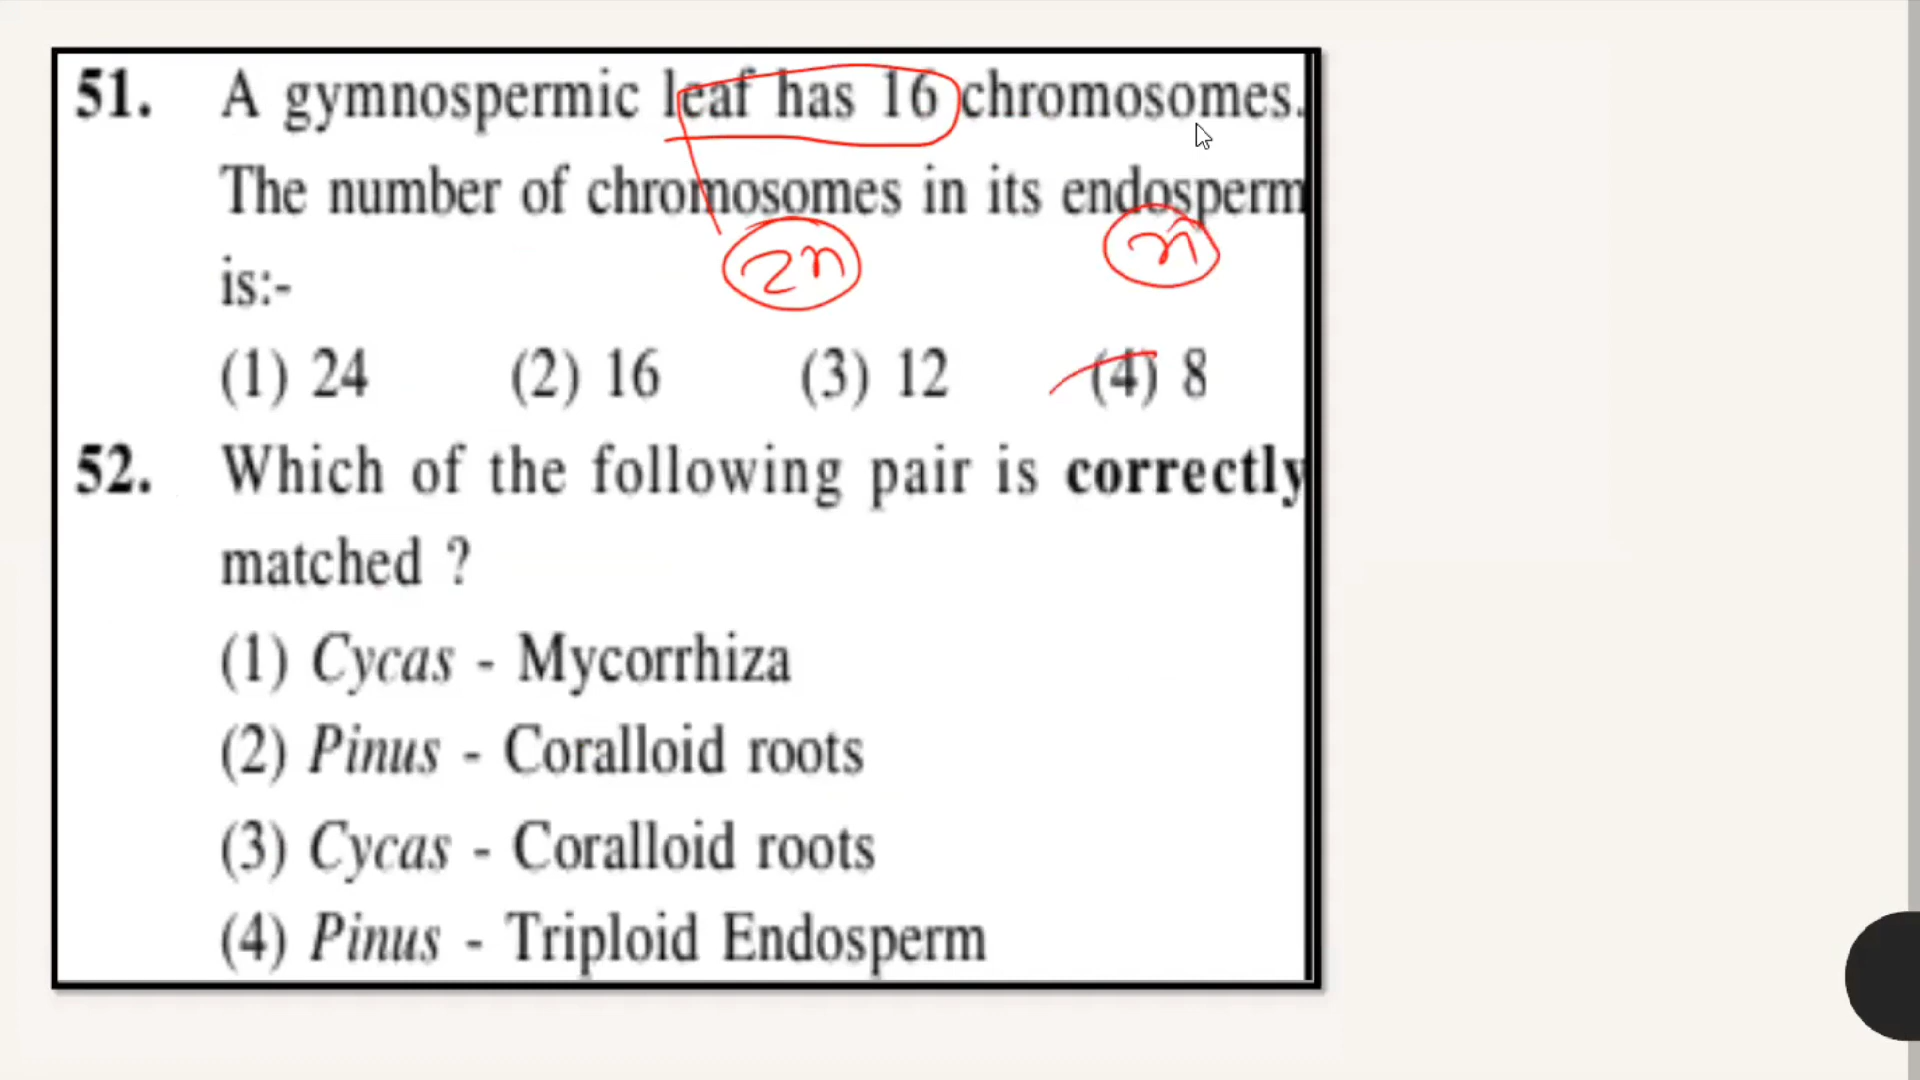 51. A gymnospermic leaf has 16 chromosomes.
The number of chromosomes in its endosperm
2n
n
is:-
(1) 24 (2) 16 (3) 12 (4) 8
52. Which of the following pair is correctly
matched ?
(1) Cycas - Mycorrhiza
(2) Pinus - Coralloid roots
(3) Cycas - Coralloid roots
(4) Pinus - Triploid Endosperm